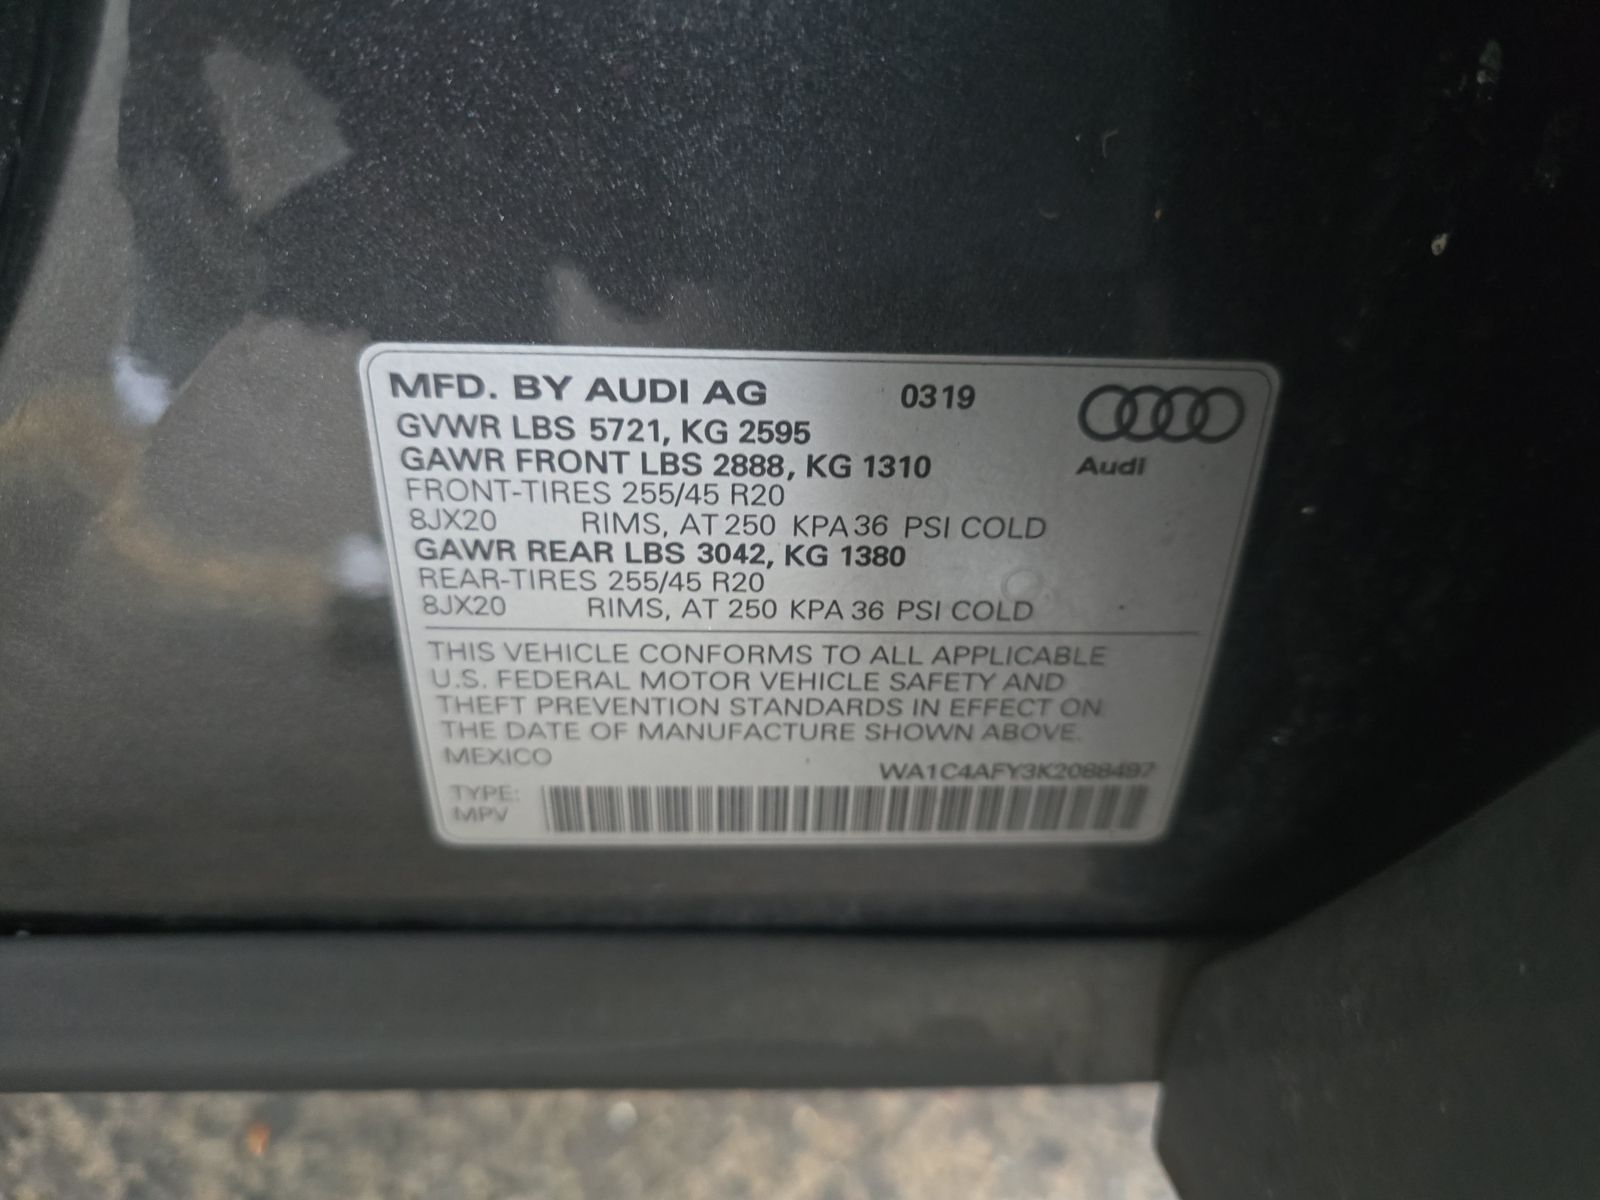 MFD. BY AUDI AG 0319
GVWR LBS 5721, KG 2595
GAWR FRONT LBS 2888, KG 1310
FRONT-TIRES 255/45 R20
8JX20 RIMS, AT 250 KPA 36 PSI COLD
GAWR REAR LBS 3042, KG 1380
REAR-TIRES 255/45 R20
8JX20 RIMS, AT 250 KPA 36 PSI COLD
Audi
THIS VEHICLE CONFORMS TO ALL APPLICABLE
U.S. FEDERAL MOTOR VEHICLE SAFETY AND
THEFT PREVENTION STANDARDS IN EFFECT ON
THE DATE OF MANUFACTURE SHOWN ABOVE.
MEXICO
WA1C4AFY3K2088497
TYPE:
MPV